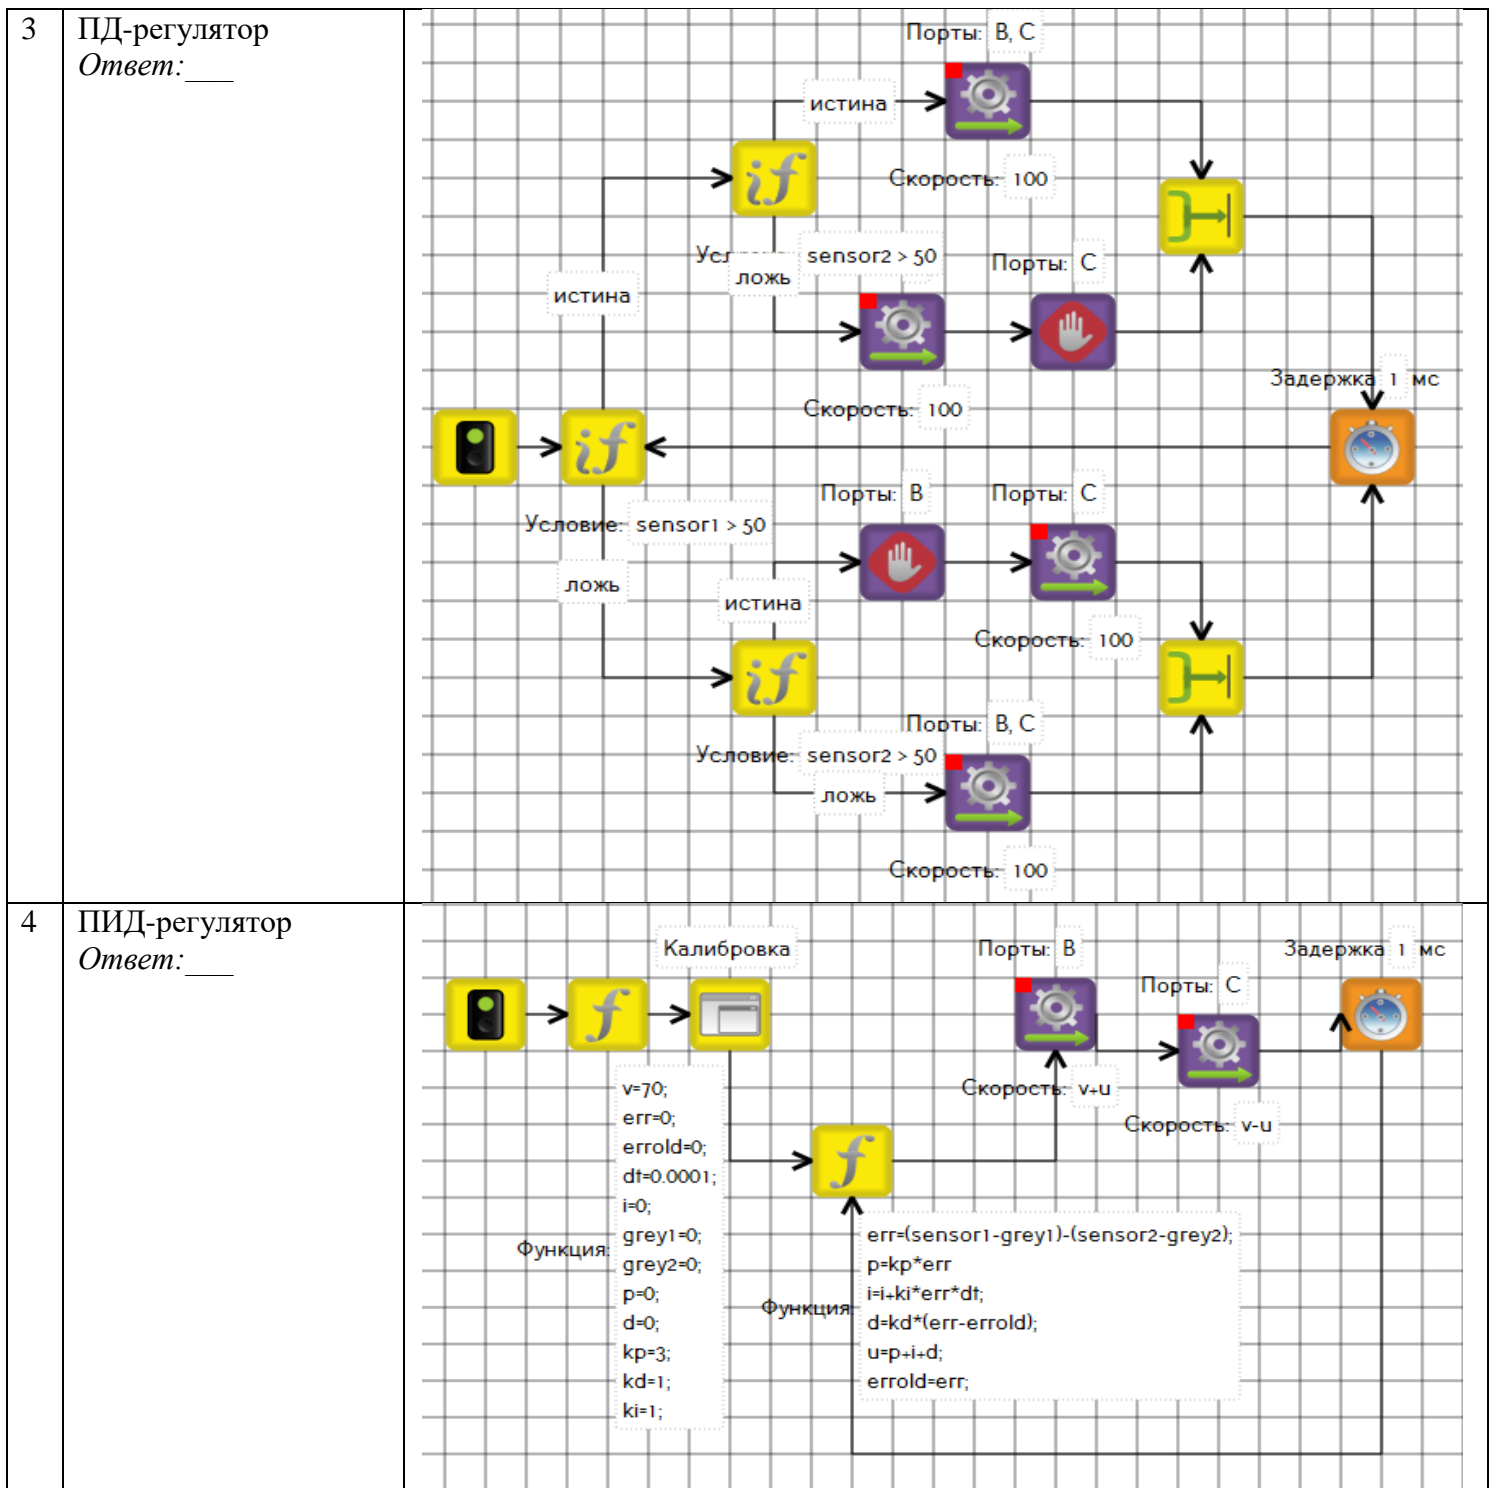 3
ПД-регулятор
Ответ:___
Порты: B, C
истина
Скорость: 100
sensor2 > 50
ложь
Порты: C
истина
Скорость: 100
Задержка 1 мс
Порты: B
Порты: C
Условие: sensor1 > 50
ложь
истина
Скорость: 100
Порты: B, C
Условие: sensor2 > 50
ложь
Скорость: 100
4
ПИД-регулятор
Ответ:___
Калибровка
Порты: B
Порты: C
Задержка 1 мс
Скорость: v+u
Скорость: v-u
Функция:
v=70;
err=0;
errold=0;
dt=0.0001;
i=0;
grey1=0;
grey2=0;
p=0;
d=0;
kp=3;
kd=1;
ki=1;
Функция
err=(sensor1-grey1)-(sensor2-grey2);
p=kp*err
i=i+ki*err*dt;
d=kd*(err-errold);
u=p+i+d;
errold=err;